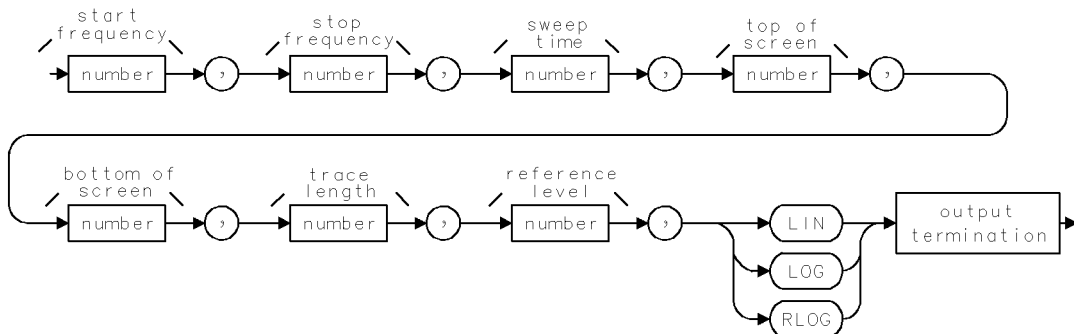 start frequency
stop frequency
sweep time
top of screen
number , number , number , number ,
bottom of screen
trace length
reference level
number , number , number , LIN
LOG
RLOG
output termination